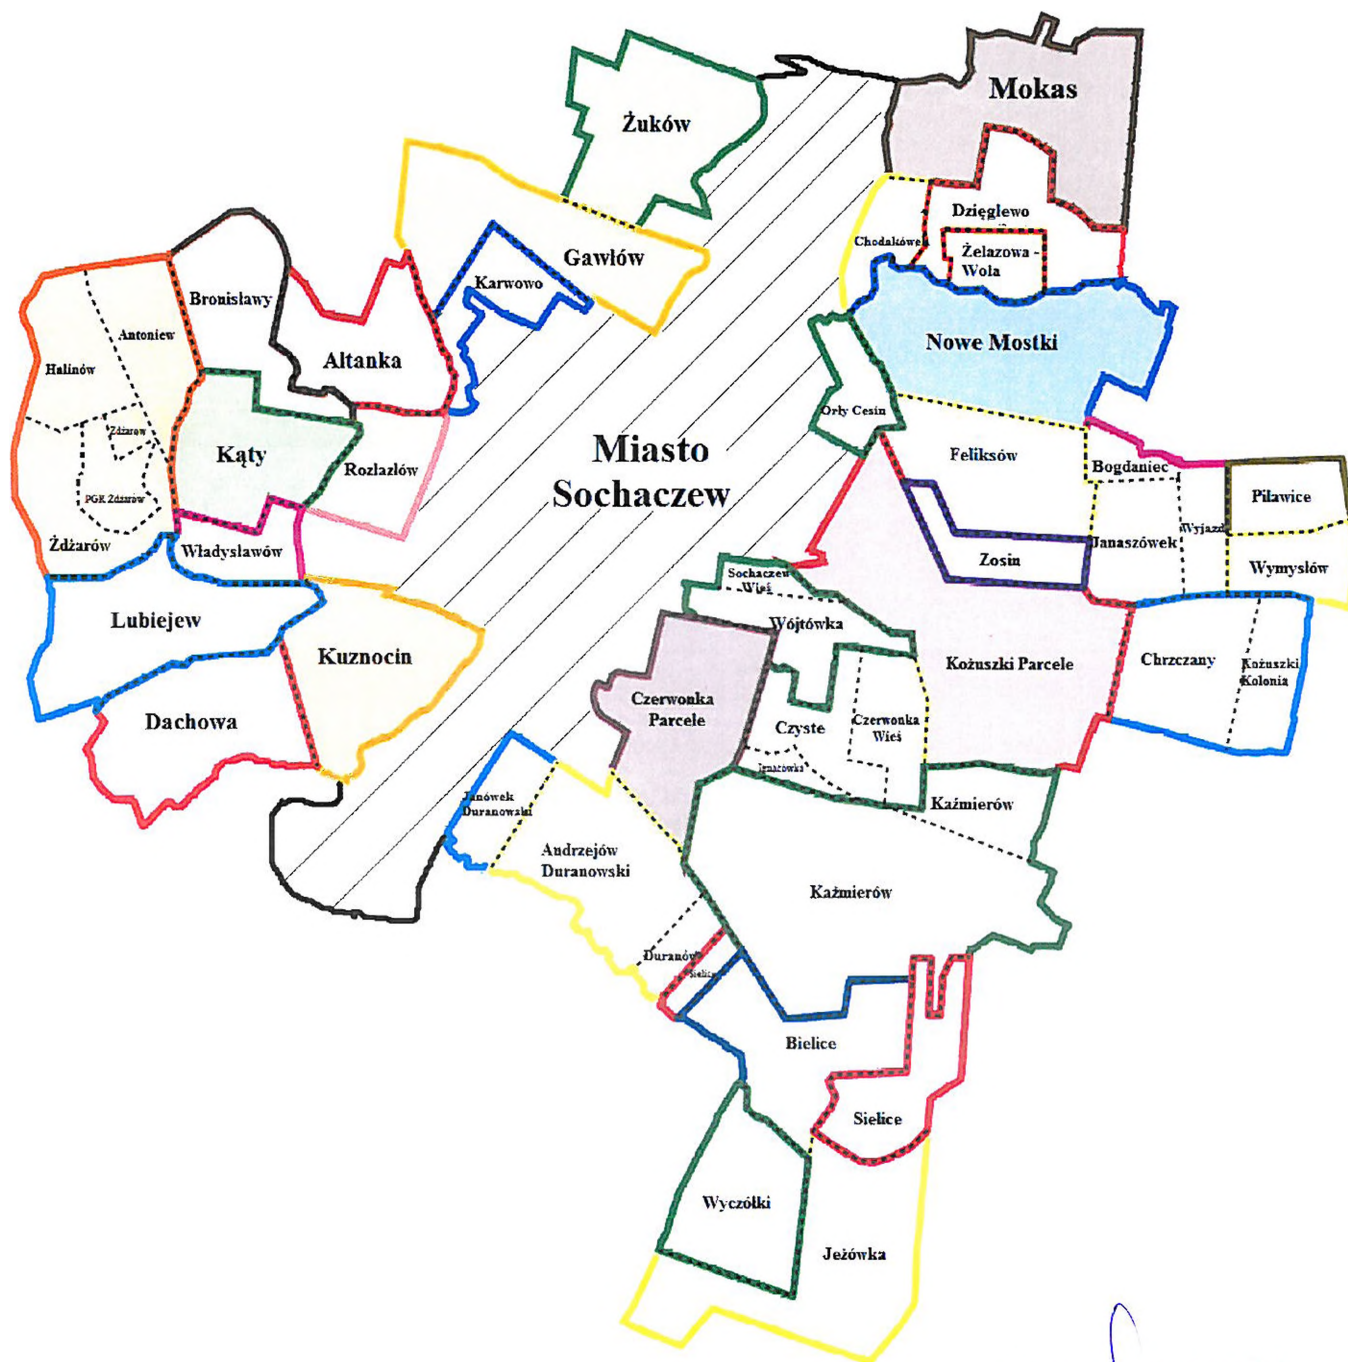 Mokas
Żuków
Dzięglewo
Chodakówek
Żelazowa -
Wola
Gawłów
Karwowo
Bronisławy
Antoniew
Altanka
Halinów
Nowe Mostki
Orły Cesin
Zdżarów
Kąty
Rozlazłów
Miasto
Sochaczew
Feliksów
Bogdaniec
Piławice
PGR Zdżarów
Wyjazd
Żdżarów
Władysławów
Janaszówek
Zosin
Wymysłów
Sochaczew
Wieś
Lubiejew
Wójtówka
Kuznocin
Kożuszki Parcele
Chrzczany
Kożuszki
Kolonia
Czerwonka
Parcele
Dachowa
Czyste
Czerwonka
Wieś
Ignacówka
Janówek
Duranowski
Kaźmierów
Andrzejów
Duranowski
Kaźmierów
Duranów
Sielice
Bielice
Sielice
Wyczółki
Jeżówka